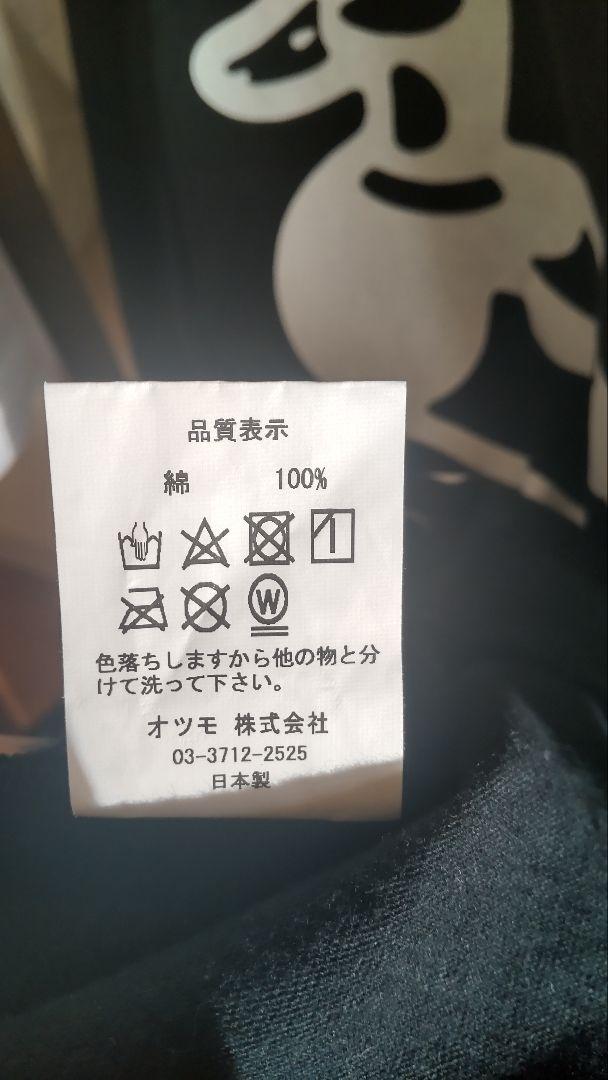 品質表示
綿 100%
W
色落ちしますから他の物と分
けて洗って下さい。
オツモ 株式会社
03-3712-2525
日本製